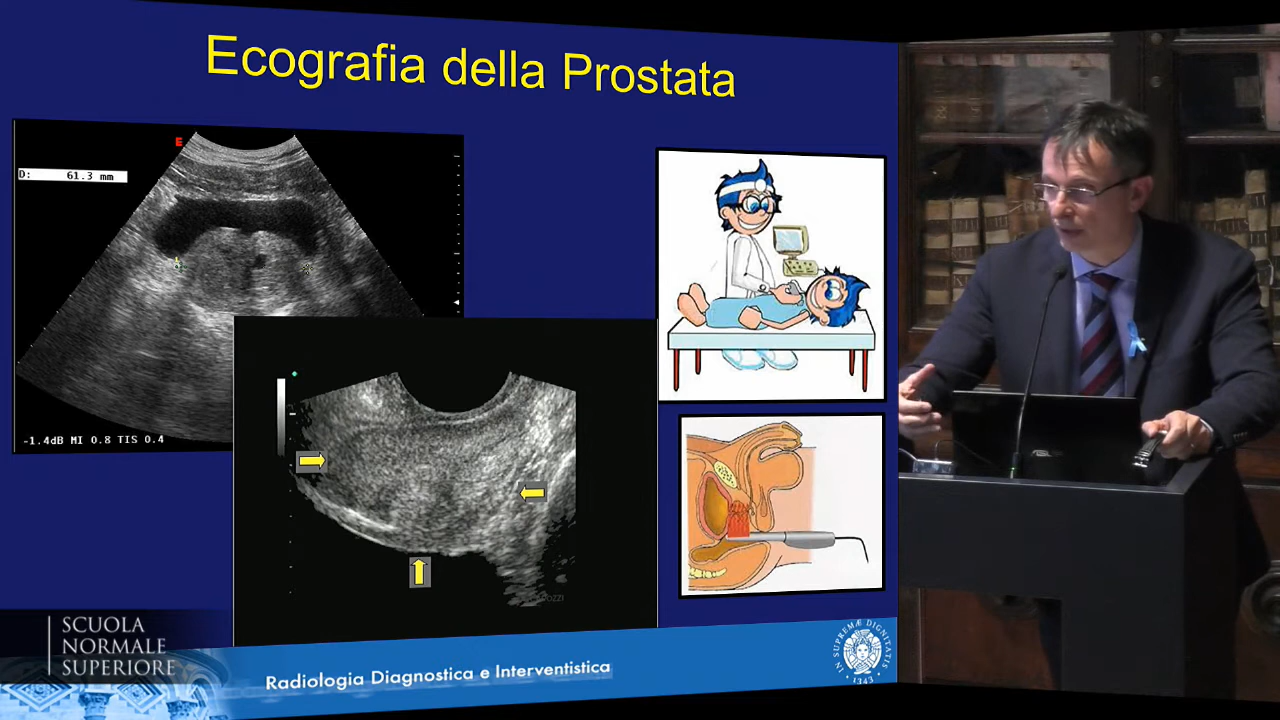 Ecografia della Prostata
E
D: 61.3 mm
-1.4dB MI 0.8 TIS 0.4
SCUOLA
NORMALE
SUPERIORE
Radiologia Diagnostica e Interventistica
IN SUPREMÆ DIGNITATIS
1343